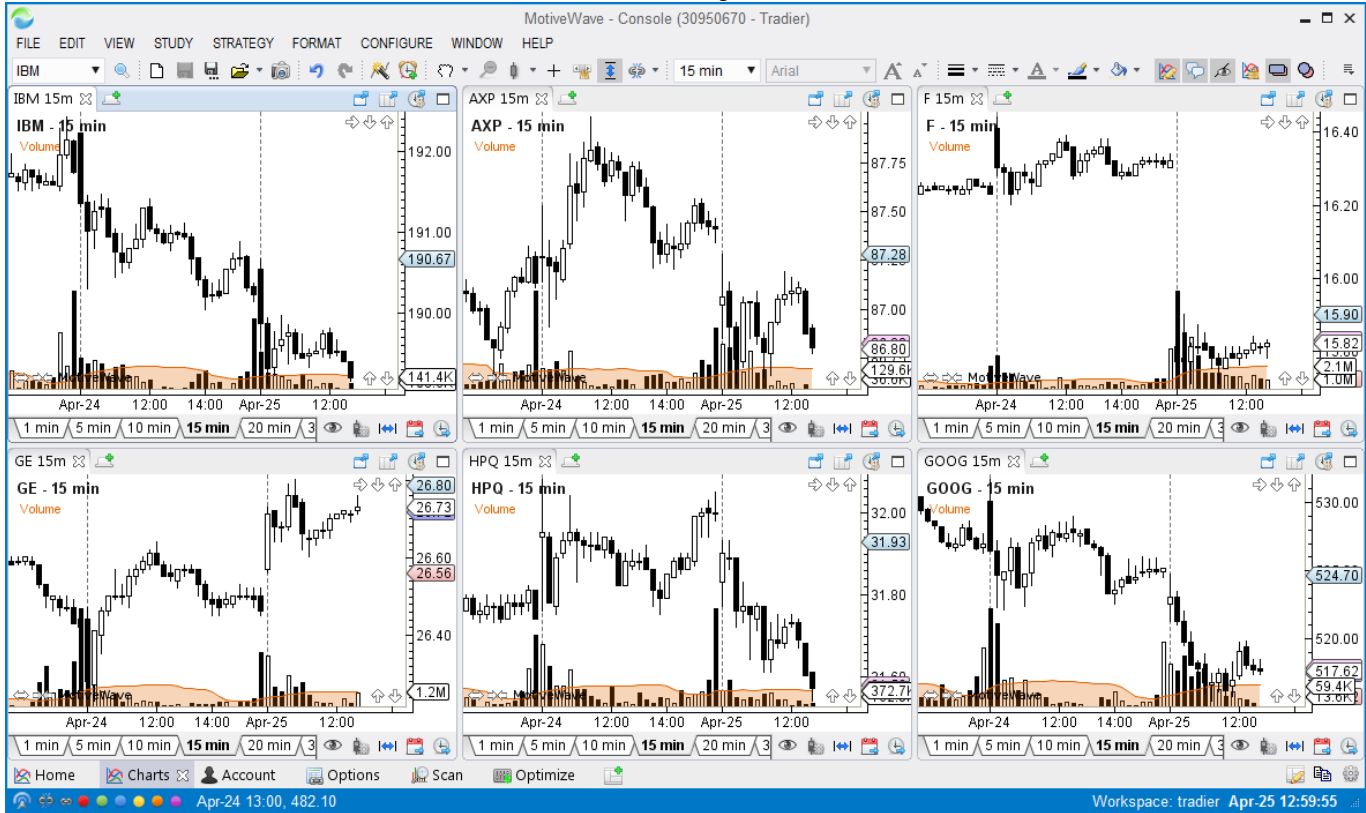 MotiveWave - Console (30950670 - Tradier)
FILE EDIT VIEW STUDY STRATEGY FORMAT CONFIGURE WINDOW HELP
IBM 15 min Arial
IBM 15m
IBM - 15 min
Volume
192.00
191.00
190.67
190.00
141.4K
MotiveWave
Apr-24 12:00 14:00 Apr-25 12:00
1 min 5 min 10 min 15 min 20 min 3
AXP 15m
AXP - 15 min
Volume
87.75
87.50
87.28
87.00
86.80
129.6K
MotiveWave
Apr-24 12:00 14:00 Apr-25 12:00
1 min 5 min 10 min 15 min 20 min 3
F 15m
F - 15 min
Volume
16.40
16.20
16.00
15.90
15.82
2.1M
1.0M
MotiveWave
Apr-24 12:00 14:00 Apr-25 12:00
1 min 5 min 10 min 15 min 20 min 3
GE 15m
GE - 15 min
Volume
26.80
26.73
26.60
26.56
26.40
1.2M
MotiveWave
Apr-24 12:00 14:00 Apr-25 12:00
1 min 5 min 10 min 15 min 20 min 3
HPQ 15m
HPQ - 15 min
Volume
32.00
31.93
31.80
372.7K
MotiveWave
Apr-24 12:00 14:00 Apr-25 12:00
1 min 5 min 10 min 15 min 20 min 3
GOOG 15m
GOOG - 15 min
Volume
530.00
524.70
520.00
517.62
59.4K
MotiveWave
Apr-24 12:00 14:00 Apr-25 12:00
1 min 5 min 10 min 15 min 20 min 3
Home Charts Account Options Scan Optimize
Apr-24 13:00, 482.10 Workspace: tradier Apr-25 12:59:55